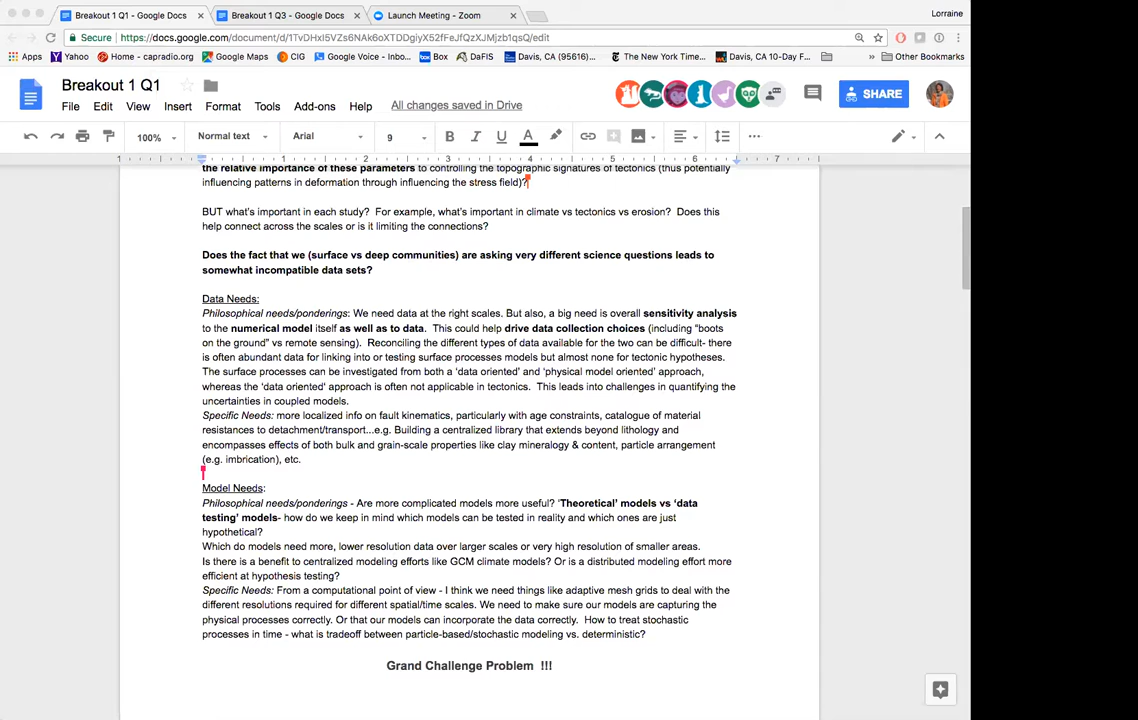 Breakout 1 Q1 - Google Docs × Breakout 1 Q3 - Google Docs × Launch Meeting - Zoom × Lorraine
Secure https://docs.google.com/document/d/1TvDHxI5VZs6NAk6oXTDDgiyX52fFeJfQzXJMjzb1qsQ/edit
Apps Yahoo Home - capradio.org Google Maps CIG Google Voice - Inbo... Box DaFIS Davis, CA (95616)... The New York Time... Davis, CA 10-Day F... » Other Bookmarks
Breakout 1 Q1
File Edit View Insert Format Tools Add-ons Help All changes saved in Drive SHARE
100% Normal text Arial 9 B I U A
1 1 2 3 4 5 6 7
the relative importance of these parameters to controlling the topographic signatures of tectonics (thus potentially
influencing patterns in deformation through influencing the stress field)?
BUT what's important in each study? For example, what's important in climate vs tectonics vs erosion? Does this
help connect across the scales or is it limiting the connections?
Does the fact that we (surface vs deep communities) are asking very different science questions leads to
somewhat incompatible data sets?
Data Needs:
Philosophical needs/ponderings: We need data at the right scales. But also, a big need is overall sensitivity analysis
to the numerical model itself as well as to data. This could help drive data collection choices (including "boots
on the ground" vs remote sensing). Reconciling the different types of data available for the two can be difficult- there
is often abundant data for linking into or testing surface processes models but almost none for tectonic hypotheses.
The surface processes can be investigated from both a 'data oriented' and 'physical model oriented' approach,
whereas the 'data oriented' approach is often not applicable in tectonics. This leads into challenges in quantifying the
uncertainties in coupled models.
Specific Needs: more localized info on fault kinematics, particularly with age constraints, catalogue of material
resistances to detachment/transport...e.g. Building a centralized library that extends beyond lithology and
encompasses effects of both bulk and grain-scale properties like clay mineralogy & content, particle arrangement
(e.g. imbrication), etc.
Model Needs:
Philosophical needs/ponderings - Are more complicated models more useful? 'Theoretical' models vs 'data
testing' models- how do we keep in mind which models can be tested in reality and which ones are just
hypothetical?
Which do models need more, lower resolution data over larger scales or very high resolution of smaller areas.
Is there is a benefit to centralized modeling efforts like GCM climate models? Or is a distributed modeling effort more
efficient at hypothesis testing?
Specific Needs: From a computational point of view - I think we need things like adaptive mesh grids to deal with the
different resolutions required for different spatial/time scales. We need to make sure our models are capturing the
physical processes correctly. Or that our models can incorporate the data correctly. How to treat stochastic
processes in time - what is tradeoff between particle-based/stochastic modeling vs. deterministic?
Grand Challenge Problem !!!